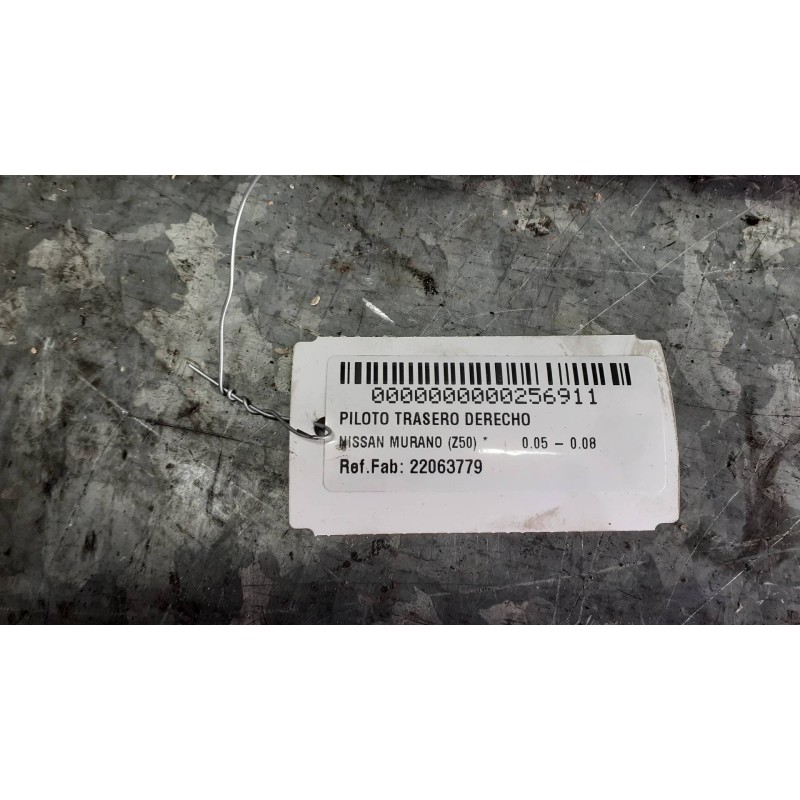 0000000000256911
PILOTO TRASERO DERECHO
NISSAN MURANO (Z50) * 0.05 – 0.08
Ref.Fab: 22063779